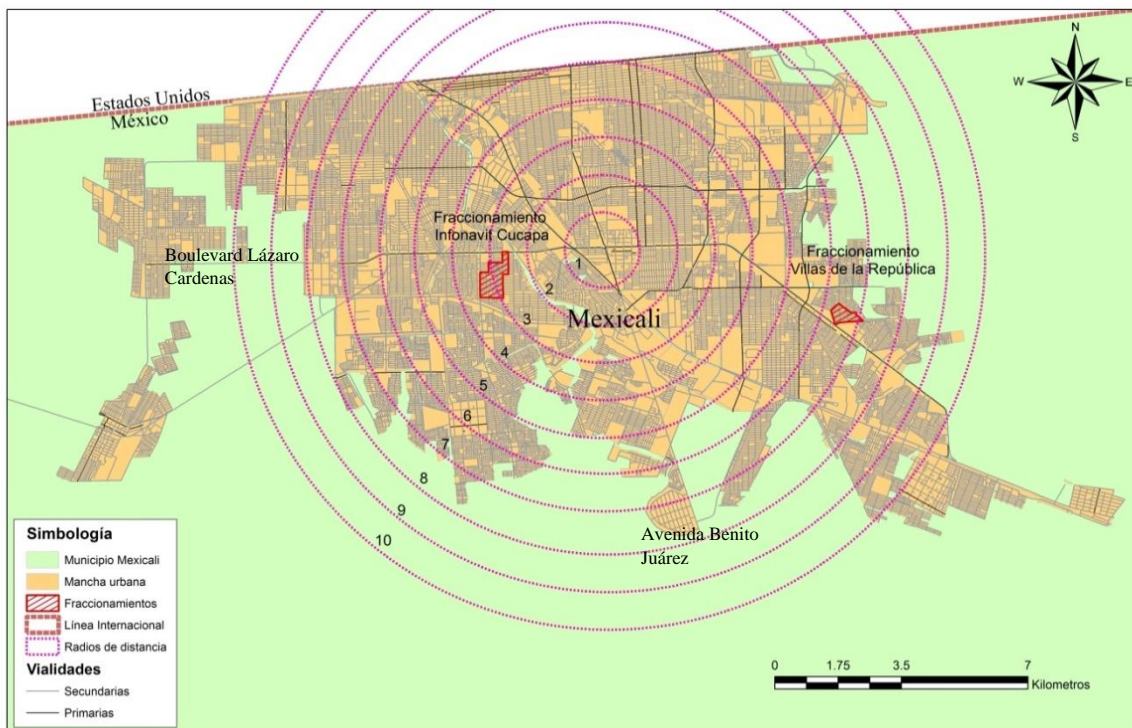 N
W
E
S
Estados Unidos
México
Fraccionamiento
Infonavit Cucapa
Boulevard Lázaro
Cardenas
Fraccionamiento
Villas de la República
1
2
Mexicali
3
4
5
6
7
8
9
10
Avenida Benito
Juárez
Simbología
Municipio Mexicali
Mancha urbana
Fraccionamientos
Línea Internacional
Radios de distancia
Vialidades
Secundarias
Primarias
0 1.75 3.5 7
Kilometros